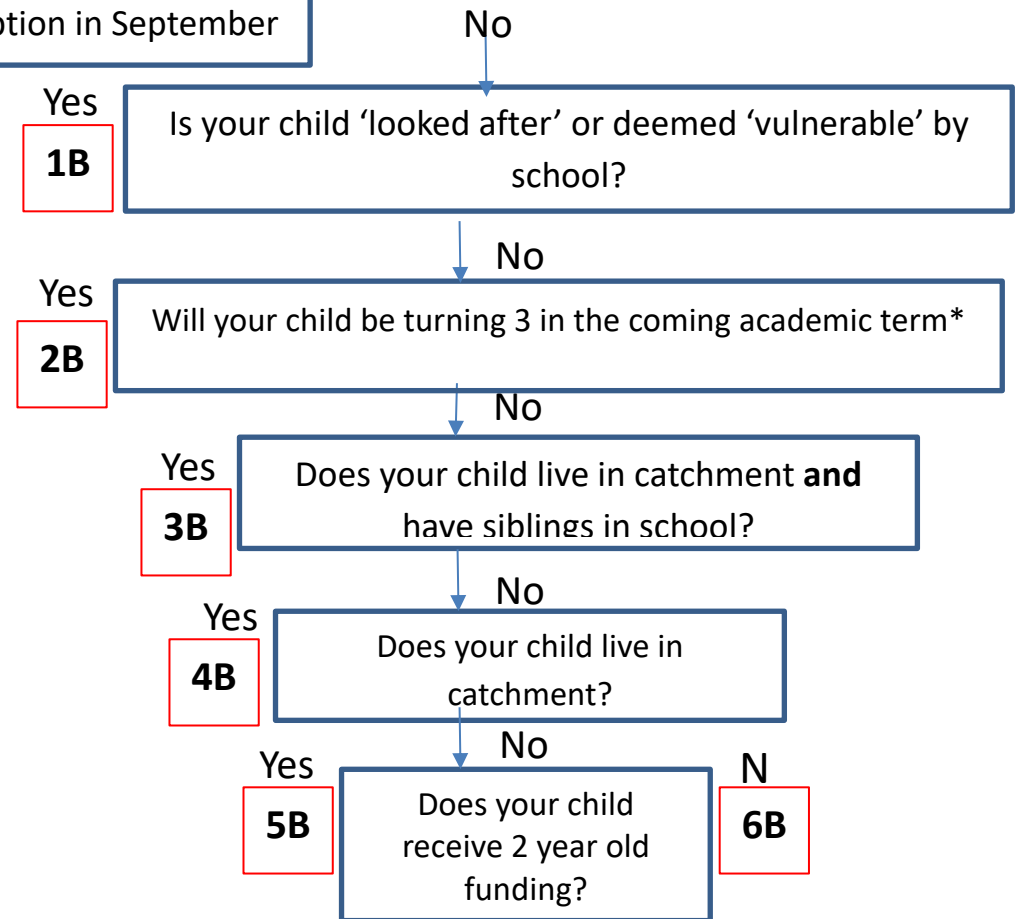 ption in September
No
Yes
1B
Is your child ‘looked after’ or deemed ‘vulnerable’ by
school?
No
Yes
2B
Will your child be turning 3 in the coming academic term*
No
Yes
3B
Does your child live in catchment and
have siblings in school?
No
Yes
4B
Does your child live in
catchment?
No
Yes
5B
Does your child
receive 2 year old
funding?
N
6B